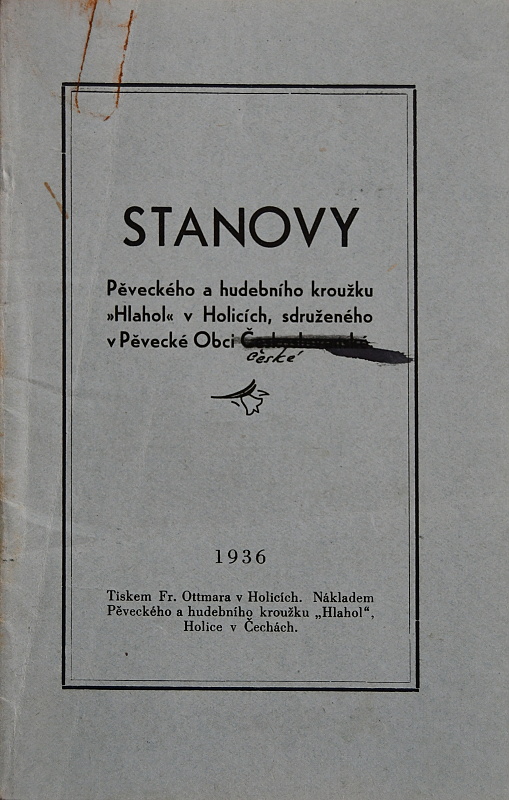 STANOVY
Pěveckého a hudebního kroužku
»Hlahol« v Holicích, sdruženého
v Pěvecké Obci
České
1936
Tiskem Fr. Ottmara v Holicích. Nákladem
Pěveckého a hudebního kroužku „Hlahol“,
Holice v Čechách.